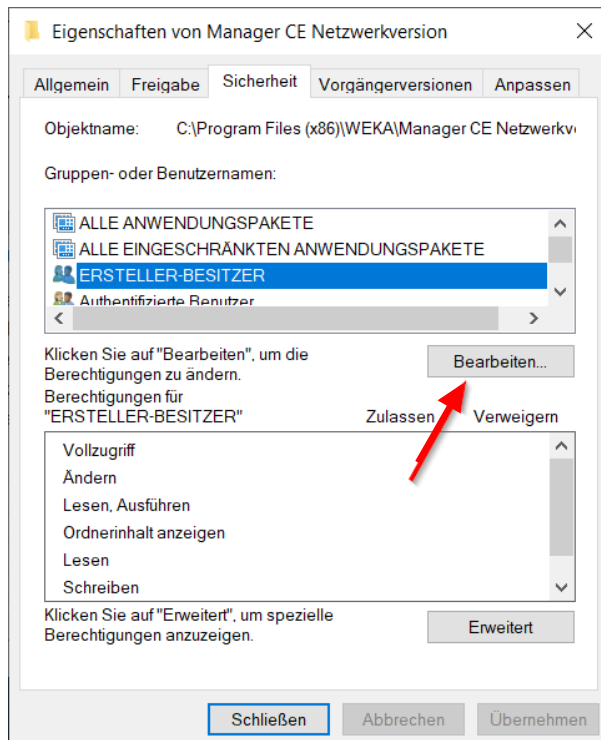 Eigenschaften von Manager CE Netzwerkversion
Allgemein Freigabe Sicherheit Vorgängerversionen Anpassen
Objektname: C:\Program Files (x86)\WEKA\Manager CE Netzwerkv
Gruppen- oder Benutzernamen:
ALLE ANWENDUNGSPAKETE
ALLE EINGESCHRÄNKTEN ANWENDUNGSPAKETE
ERSTELLER-BESITZER
Authentifizierte Benutzer
Klicken Sie auf "Bearbeiten", um die
Berechtigungen zu ändern.
Bearbeiten...
Berechtigungen für
"ERSTELLER-BESITZER" Zulassen Verweigern
Vollzugriff
Ändern
Lesen, Ausführen
Ordnerinhalt anzeigen
Lesen
Schreiben
Klicken Sie auf "Erweitert", um spezielle
Berechtigungen anzuzeigen.
Erweitert
Schließen Abbrechen Übernehmen